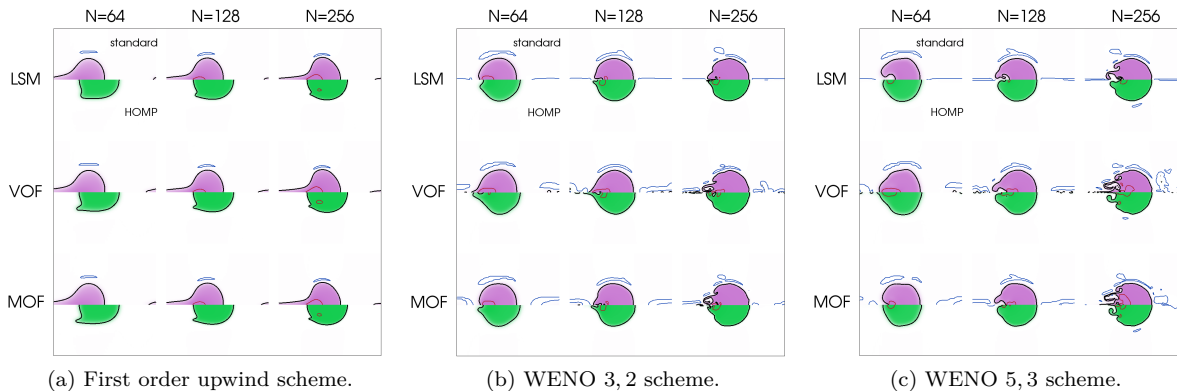 N=64 N=128 N=256
standard
LSM
HOMP
VOF
MOF
(a) First order upwind scheme.
N=64 N=128 N=256
standard
LSM
HOMP
VOF
MOF
(b) WENO 3, 2 scheme.
N=64 N=128 N=256
standard
LSM
HOMP
VOF
MOF
(c) WENO 5, 3 scheme.